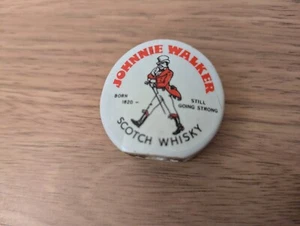 JOHNNIE WALKER
BORN
1820 –
STILL
GOING STRONG
SCOTCH WHISKY